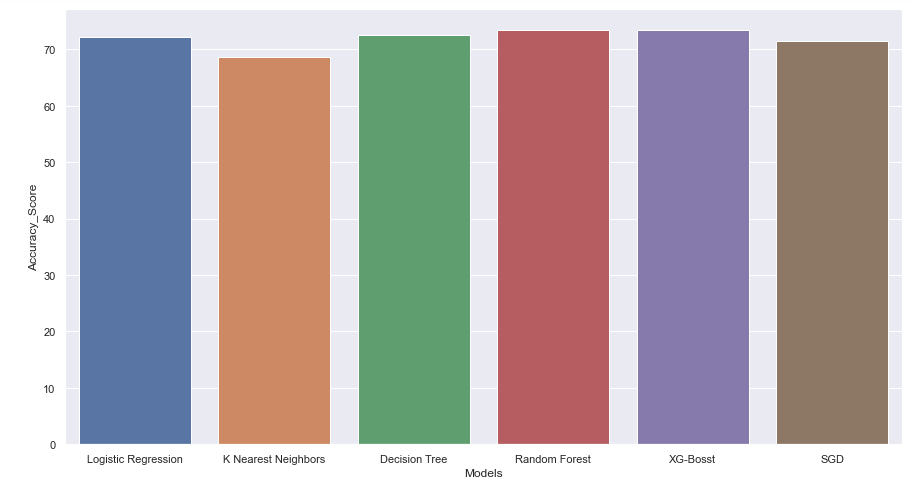 Accuracy_Score
70
60
50
40
30
20
10
0
Logistic Regression
K Nearest Neighbors
Decision Tree
Random Forest
XG-Bosst
SGD
Models